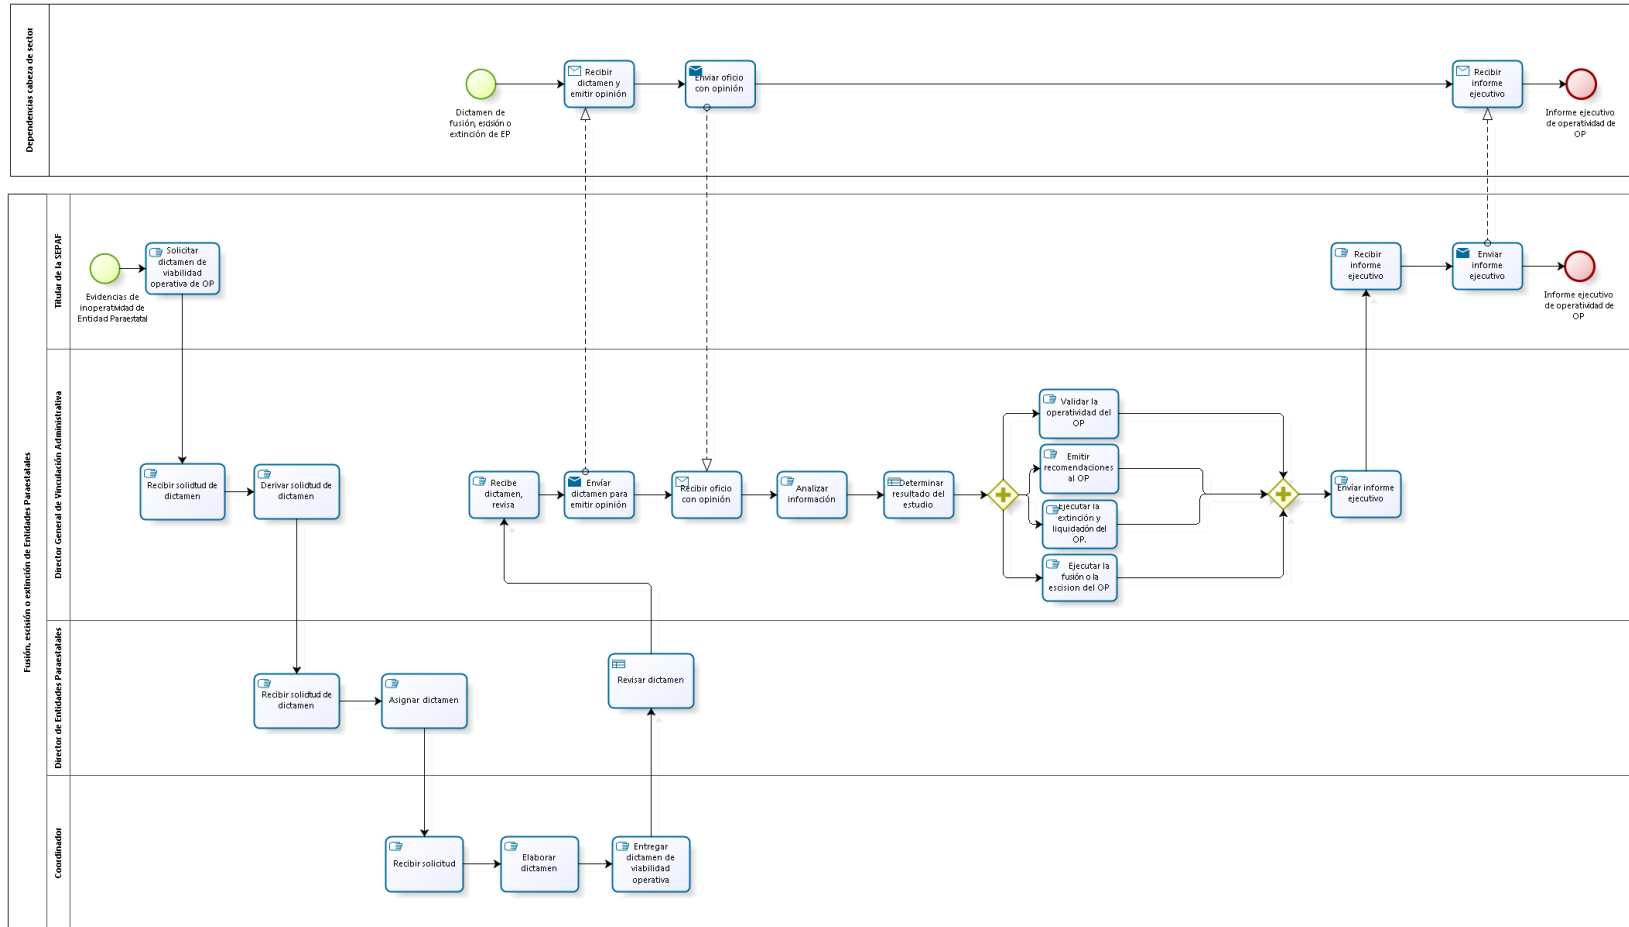 Dependencias cabeza de sector
Dictamen de
fusión, escisión o
extinción de EP
Recibir
dictamen y
emitir opinión
Enviar oficio
con opinión
Recibir
informe
ejecutivo
Informe ejecutivo
de operatividad de
OP
Fusión, escisión o extinción de Entidades Paraestatales
Titular de la SEPAF
Evidencias de
inoperatividad de
Entidad Paraestatal
Solicitar
dictamen de
viabilidad
operativa de OP
Recibir
informe
ejecutivo
Enviar
informe
ejecutivo
Informe ejecutivo
de operatividad de
OP
Director General de Vinculación Administrativa
Recibir solicitud de
dictamen
Derivar solicitud de
dictamen
Recibe
dictamen,
revisa
Envíar
dictamen para
emitir opinión
Recibir oficio
con opinión
Analizar
información
Determinar
resultado del
estudio
Validar la
operatividad del
OP
Emitir
recomendaciones
al OP
Ejecutar la
extinción y
liquidación del
OP.
Ejecutar la
fusión o la
escision del OP
Envíar informe
ejecutivo
Director de Entidades Paraestatales
Recibir solicitud de
dictamen
Asignar dictamen
Revisar dictamen
Coordinador
Recibir solicitud
Elaborar
dictamen
Entregar
dictamen de
viabilidad
operativa